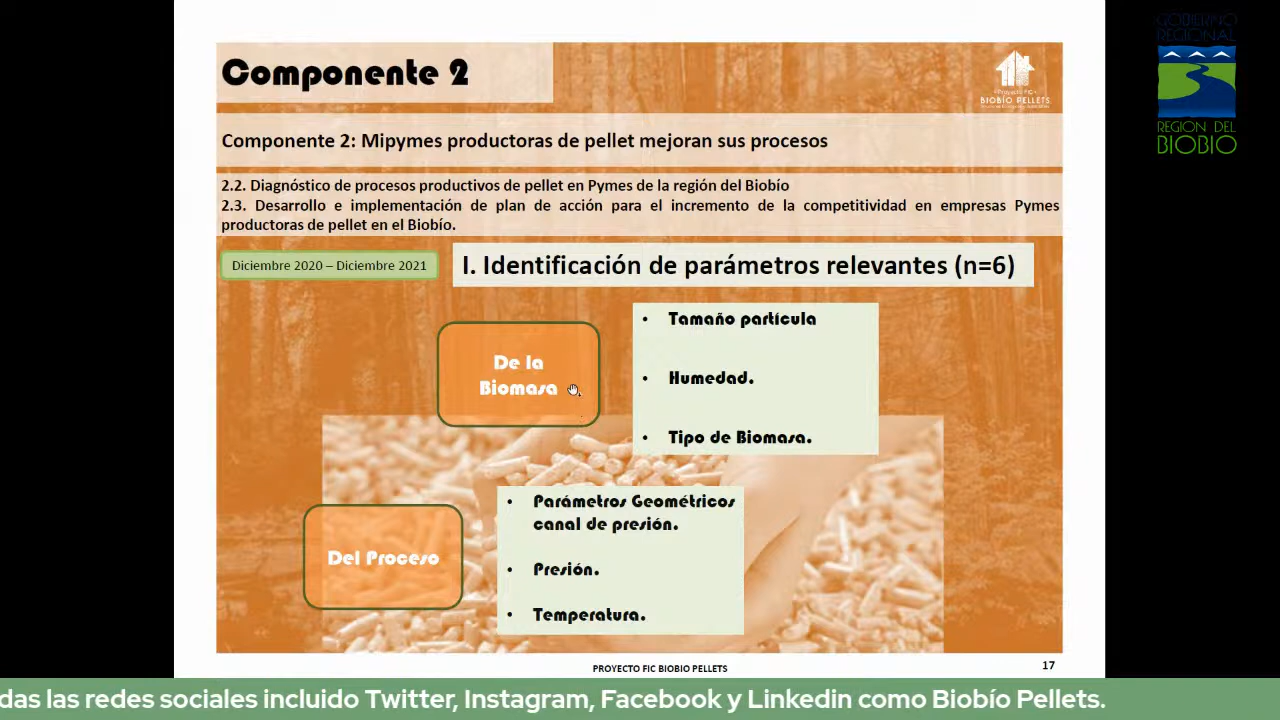 GOBIERNO
REGIONAL
REGION DEL
BIOBIO
Componente 2
Proyecto FIC
BIOBÍO PELLETS
Componente 2: Mipymes productoras de pellet mejoran sus procesos
2.2. Diagnóstico de procesos productivos de pellet en Pymes de la región del Biobío
2.3. Desarrollo e implementación de plan de acción para el incremento de la competitividad en empresas Pymes
productoras de pellet en el Biobío.
Diciembre 2020 – Diciembre 2021
I. Identificación de parámetros relevantes (n=6)
De la
Biomasa
• Tamaño partícula
• Humedad.
• Tipo de Biomasa.
Del Proceso
• Parámetros Geométricos
canal de presión.
• Presión.
• Temperatura.
PROYECTO FIC BIOBIO PELLETS
17
das las redes sociales incluido Twitter, Instagram, Facebook y Linkedin como Biobío Pellets.